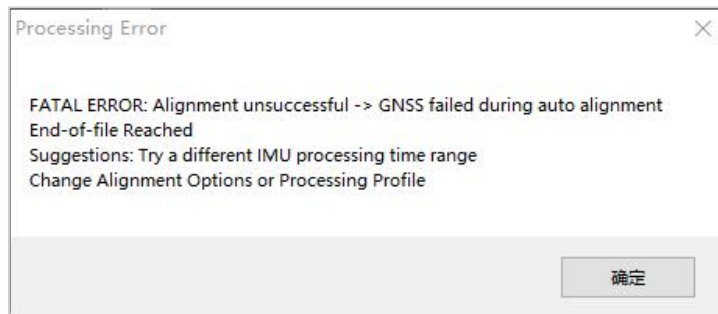 Processing Error
FATAL ERROR: Alignment unsuccessful -> GNSS failed during auto alignment
End-of-file Reached
Suggestions: Try a different IMU processing time range
Change Alignment Options or Processing Profile
确定